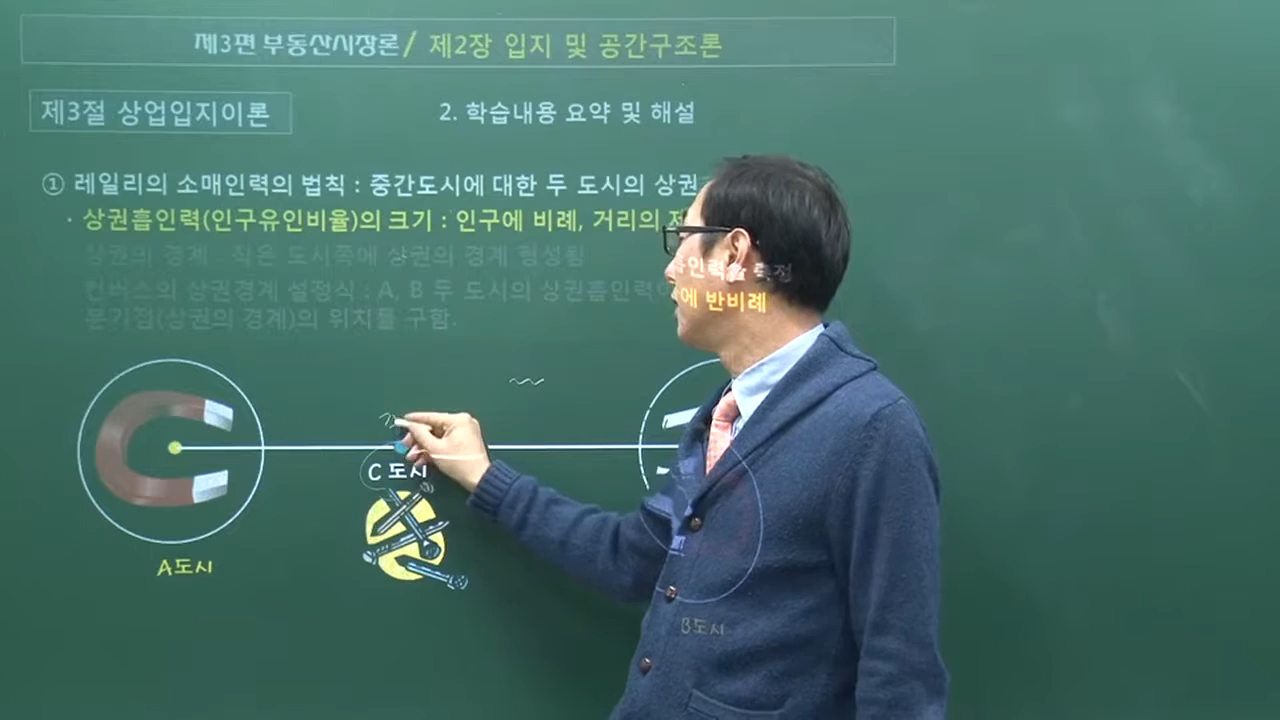 제3편 부동산시장론 / 제2장 입지 및 공간구조론
제3절 상업입지이론
2. 학습내용 요약 및 해설
① 레일리의 소매인력의 법칙 : 중간도시에 대한 두 도시의 상권
· 상권흡인력(인구유인비율)의 크기 : 인구에 비례, 거리의 제
상권의 경계 작은 도시쪽에 상권의 경계 형성됨
컨버스의 상권경계 설정식 : A, B 두 도시의 상권흡인력
분기점(상권의 경계)의 위치를 구함.
유인력을 측정
에 반비례
C 도시
A도시
B도시